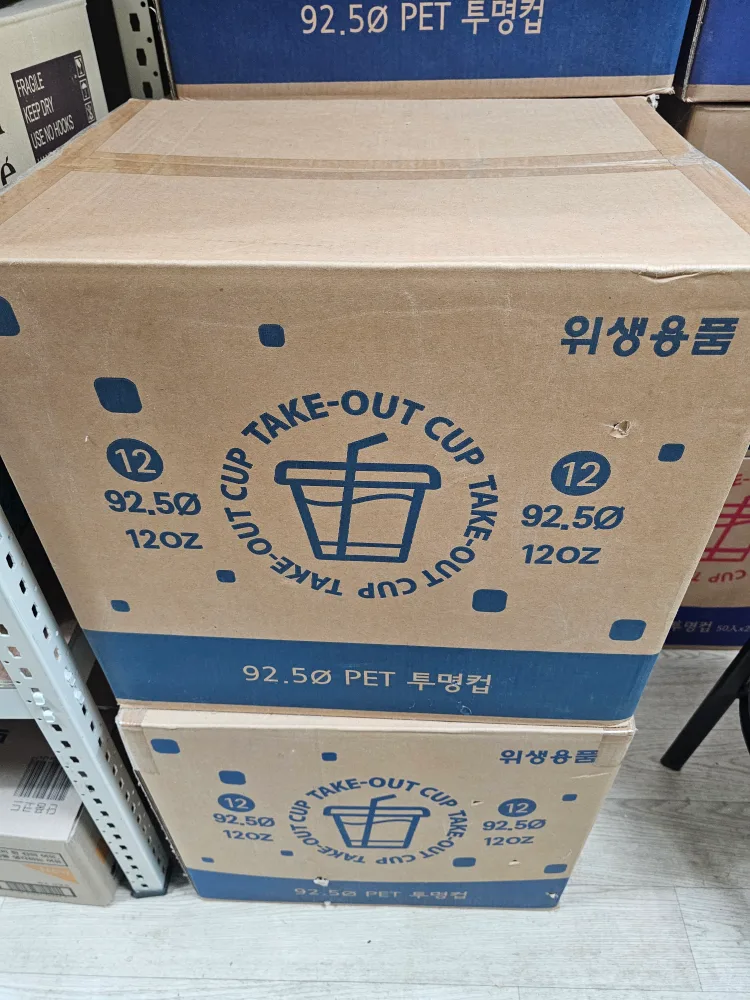 92.5Ø PET 투명컵
FRAGILE
KEEP DRY
USE NO HOOKS
위생용품
TAKE-OUT CUP TAKE-OUT CUP TAKE-OUT CUP
12
92.5Ø
12OZ
12
92.5Ø
12OZ
92.5Ø PET 투명컵
위생용품
TAKE-OUT CUP TAKE-OUT CUP TAKE-OUT CUP
12
92.5Ø
12OZ
12
92.5Ø
12OZ
92.5Ø PET 투명컵